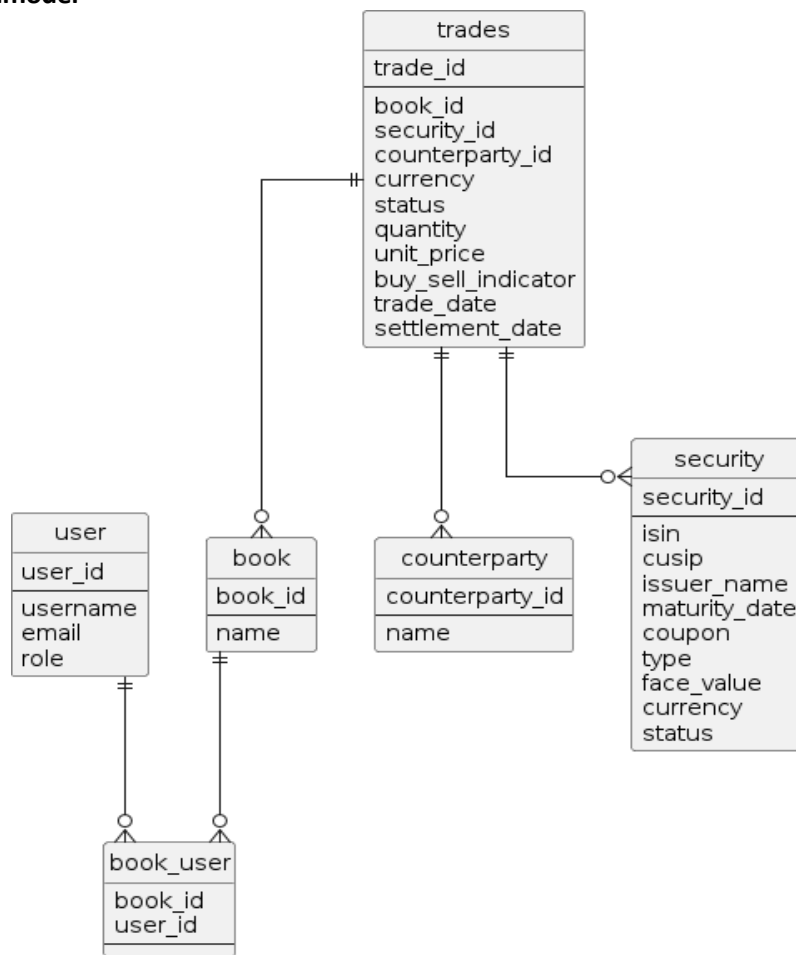 trades
trade_id
book_id
security_id
counterparty_id
currency
status
quantity
unit_price
buy_sell_indicator
trade_date
settlement_date
security
security_id
isin
cusip
issuer_name
maturity_date
coupon
type
face_value
currency
status
user
user_id
username
email
role
book
book_id
name
counterparty
counterparty_id
name
book_user
book_id
user_id